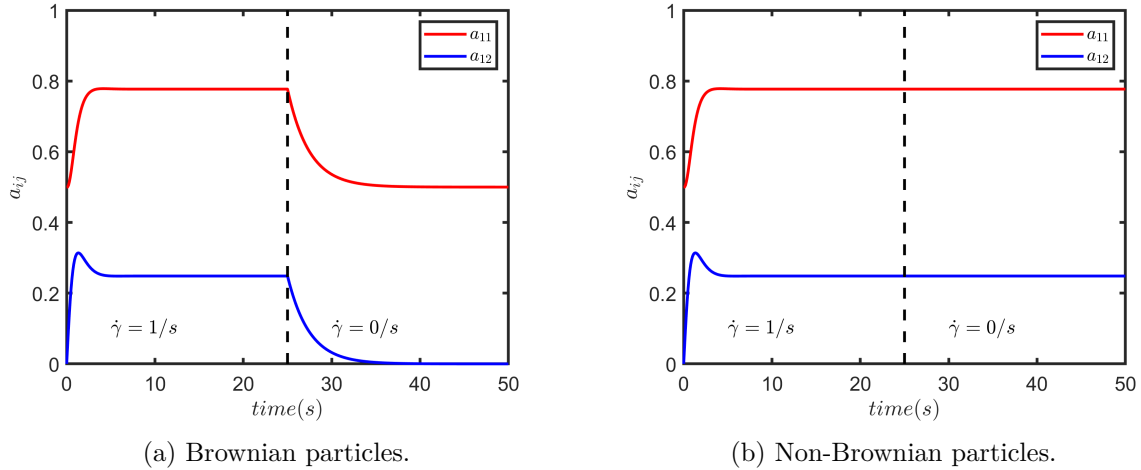 1
0.8
0.6
0.4
0.2
0
a_{ij}
a_{11}
a_{12}
γ̇ = 1/s
γ̇ = 0/s
0 10 20 30 40 50
time(s)
(a) Brownian particles.
1
0.8
0.6
0.4
0.2
0
a_{ij}
a_{11}
a_{12}
γ̇ = 1/s
γ̇ = 0/s
0 10 20 30 40 50
time(s)
(b) Non-Brownian particles.